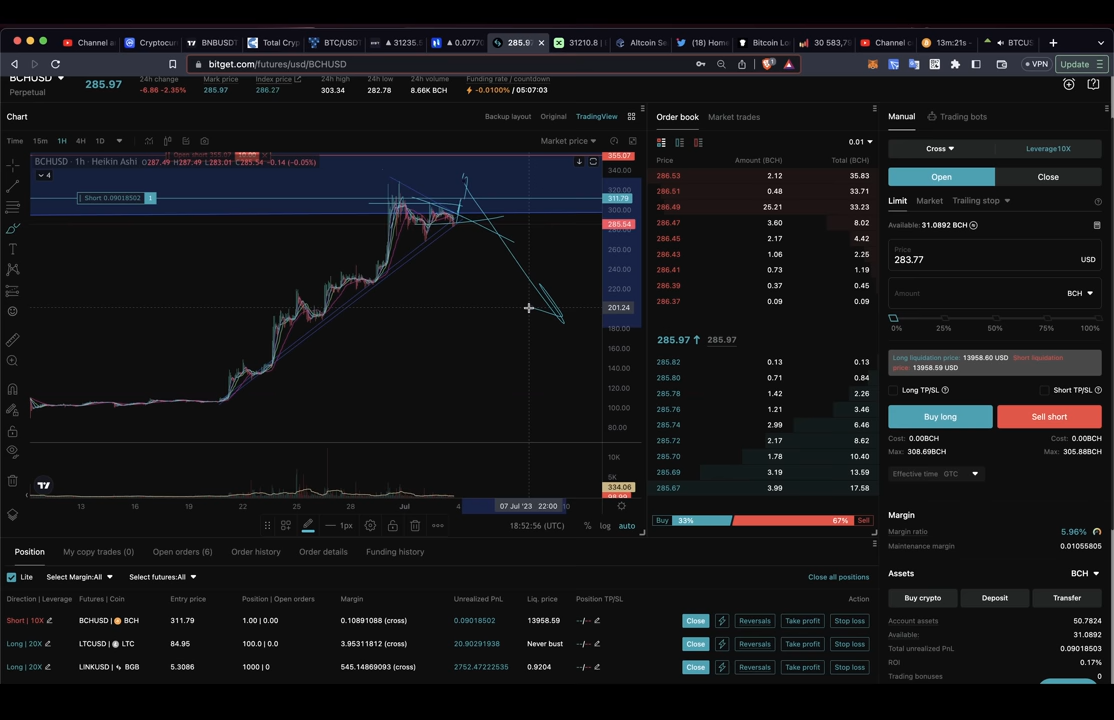 Channel a
Cryptocur
BNBUSDT
Total Cryp
BTC/USDT
31235.8
0.0777(
285.97
31210.8 |
Altcoin Se
(18) Home
Bitcoin Lo
30 583,78
Channel c
13m:21s -
BTCUS
bitget.com/futures/usd/BCHUSD
VPN
Update
BCHUSD
Perpetual
285.97
24h change
-6.86 -2.35%
Mark price
285.97
Index price
286.27
24h high
303.34
24h low
282.78
24h volume
8.66K BCH
Funding rate / countdown
-0.0100% / 05:07:03
Chart
Backup layout
Original
TradingView
Time 15m 1H 4H 1D
Market price
BCHUSD · 1h · Heikin Ashi O287.49 H287.49 L283.01 C285.54 -0.14 (-0.05%)
4
Short 0.09018502 1
355.07
340.00
320.00
311.79
300.00
285.54
260.00
240.00
220.00
201.24
180.00
160.00
140.00
120.00
100.00
80.00
10K
5K
334.06
98.99
13 16 19 22 25 28 Jul 4 07 Jul '23 22:00 10
1px
18:52:56 (UTC)
% log auto
Order book
Market trades
0.01
Price Amount (BCH) Total (BCH)
286.53 2.12 35.83
286.51 0.48 33.71
286.49 25.21 33.23
286.47 3.60 8.02
286.45 2.17 4.42
286.43 1.06 2.25
286.41 0.73 1.19
286.39 0.37 0.45
286.37 0.09 0.09
285.97 285.97
285.82 0.13 0.13
285.80 0.71 0.84
285.78 1.42 2.26
285.76 1.21 3.46
285.74 2.99 6.46
285.72 2.17 8.62
285.70 1.78 10.40
285.69 3.19 13.59
285.67 3.99 17.58
Buy 33% 67% Sell
Manual
Trading bots
Cross
Leverage10X
Open
Close
Limit Market Trailing stop
Available: 31.0892 BCH
Price
283.77 USD
Amount BCH
0% 25% 50% 75% 100%
Long liquidation price: 13958.60 USD Short liquidation
price: 13958.59 USD
Long TP/SL
Short TP/SL
Buy long
Sell short
Cost: 0.00BCH Cost: 0.00BCH
Max: 308.69BCH Max: 305.88BCH
Effective time GTC
Margin
Margin ratio 5.96%
Maintenance margin 0.01055805
Assets BCH
Buy crypto
Deposit
Transfer
Account assets 50.7824
Available: 31.0892
Total unrealized PnL 0.09018503
ROI 0.17%
Trading bonuses 0
Position
My copy trades (0)
Open orders (6)
Order history
Order details
Funding history
Lite
Select Margin:All
Select futures:All
Close all positions
Direction | Leverage Futures | Coin Entry price Position | Open orders Margin Unrealized PnL Liq. price Position TP/SL Action
Short | 10X BCHUSD | BCH 311.79 1.00 | 0.00 0.10891088 (cross) 0.09018502 13958.59 --/-- Close Reversals Take profit Stop loss
Long | 20X LTCUSD | LTC 84.95 100.0 | 0.0 3.95311812 (cross) 20.90291938 Never bust --/-- Close Reversals Take profit Stop loss
Long | 20X LINKUSD | BGB 5.3086 1000 | 0 545.14869093 (cross) 2752.47222535 0.9204 --/-- Close Reversals Take profit Stop loss